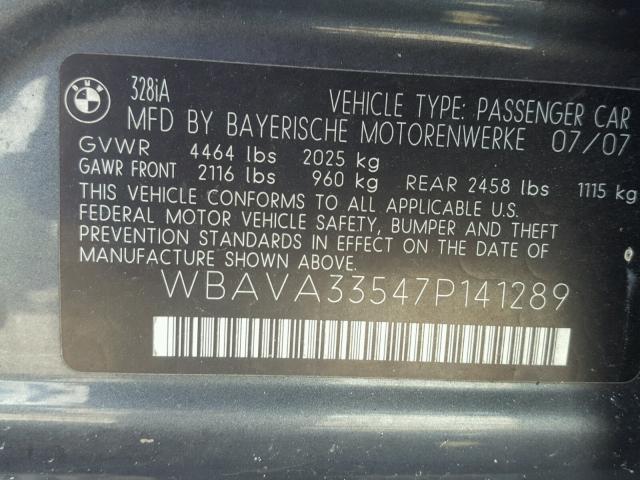 BMW
328iA
VEHICLE TYPE: PASSENGER CAR
MFD BY BAYERISCHE MOTORENWERKE 07/07
GVWR 4464 lbs 2025 kg
GAWR FRONT 2116 lbs 960 kg REAR 2458 lbs 1115 kg
THIS VEHICLE CONFORMS TO ALL APPLICABLE U.S.
FEDERAL MOTOR VEHICLE SAFETY, BUMPER AND THEFT
PREVENTION STANDARDS IN EFFECT ON THE DATE OF
MANUFACTURE SHOWN ABOVE.
WBAVA33547P141289